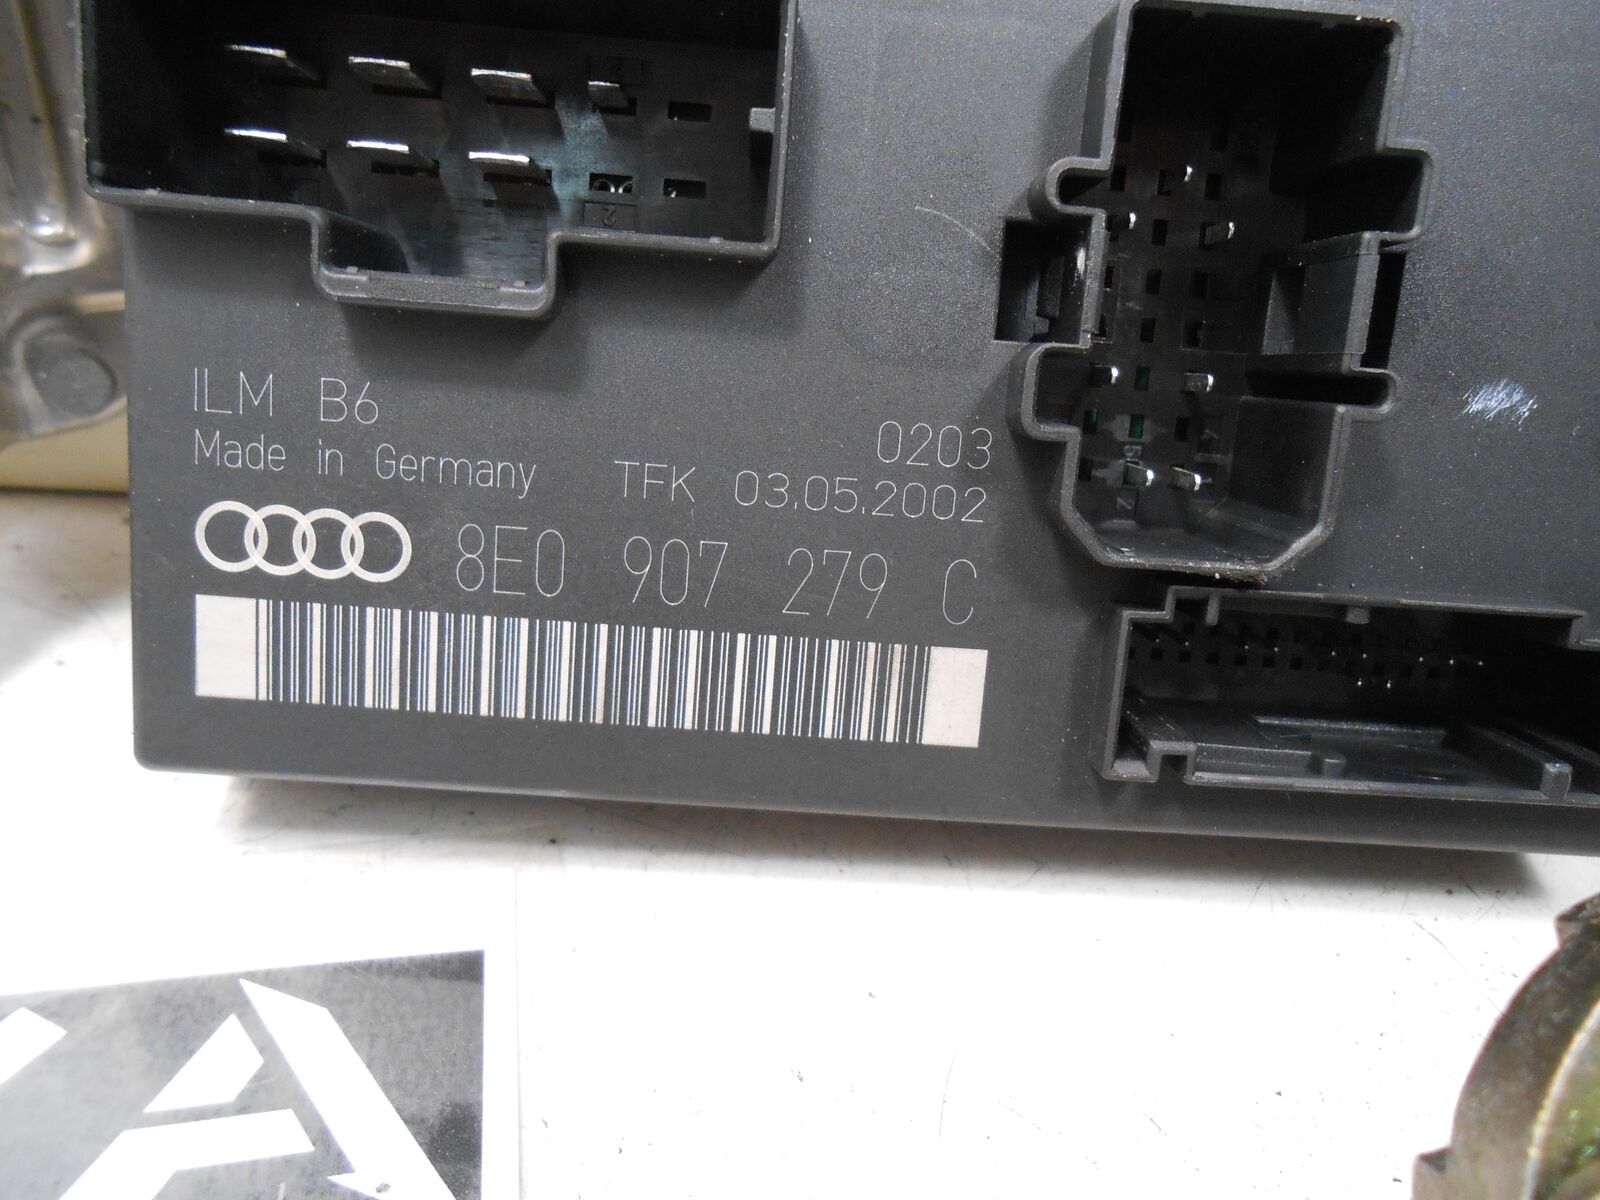 ILM B6
0203
Made in Germany TFK 03.05.2002
8E0 907 279 C